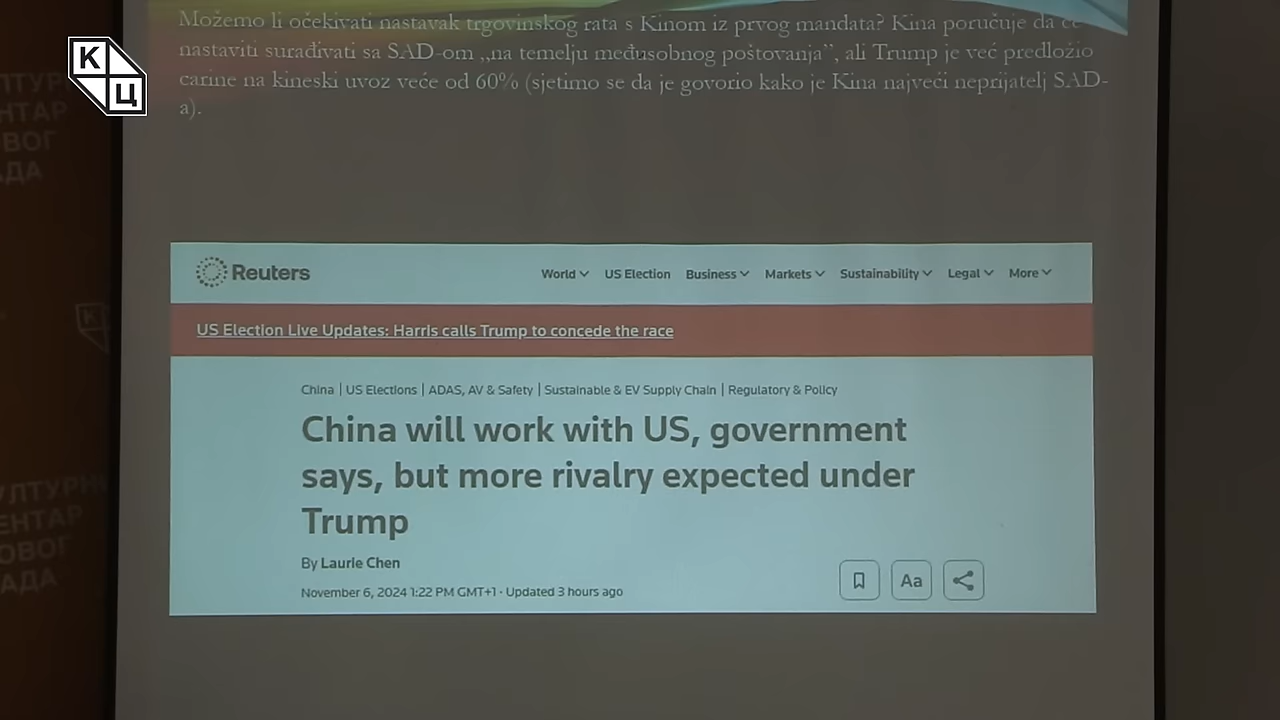 Možemo li očekivati nastavak trgovinskog rata s Kinom iz prvog mandata? Kina poručuje da će
nastaviti surađivati sa SAD-om „na temelju međusobnog poštovanja”, ali Trump je već predložio
carine na kineski uvoz veće od 60% (sjetimo se da je govorio kako je Kina najveći neprijatelj SAD-
a).
К
Ц
Reuters
World US Election Business Markets Sustainability Legal More
US Election Live Updates: Harris calls Trump to concede the race
China | US Elections | ADAS, AV & Safety | Sustainable & EV Supply Chain | Regulatory & Policy
China will work with US, government
says, but more rivalry expected under
Trump
By Laurie Chen
November 6, 2024 1:22 PM GMT+1 · Updated 3 hours ago
Aa